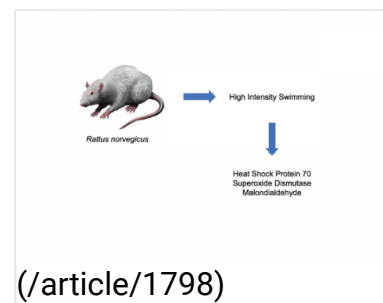 High Intensity Swimming
Rattus norvegicus
Heat Shock Protein 70
Superoxide Dismutase
Malondialdehyde
(/article/1798)